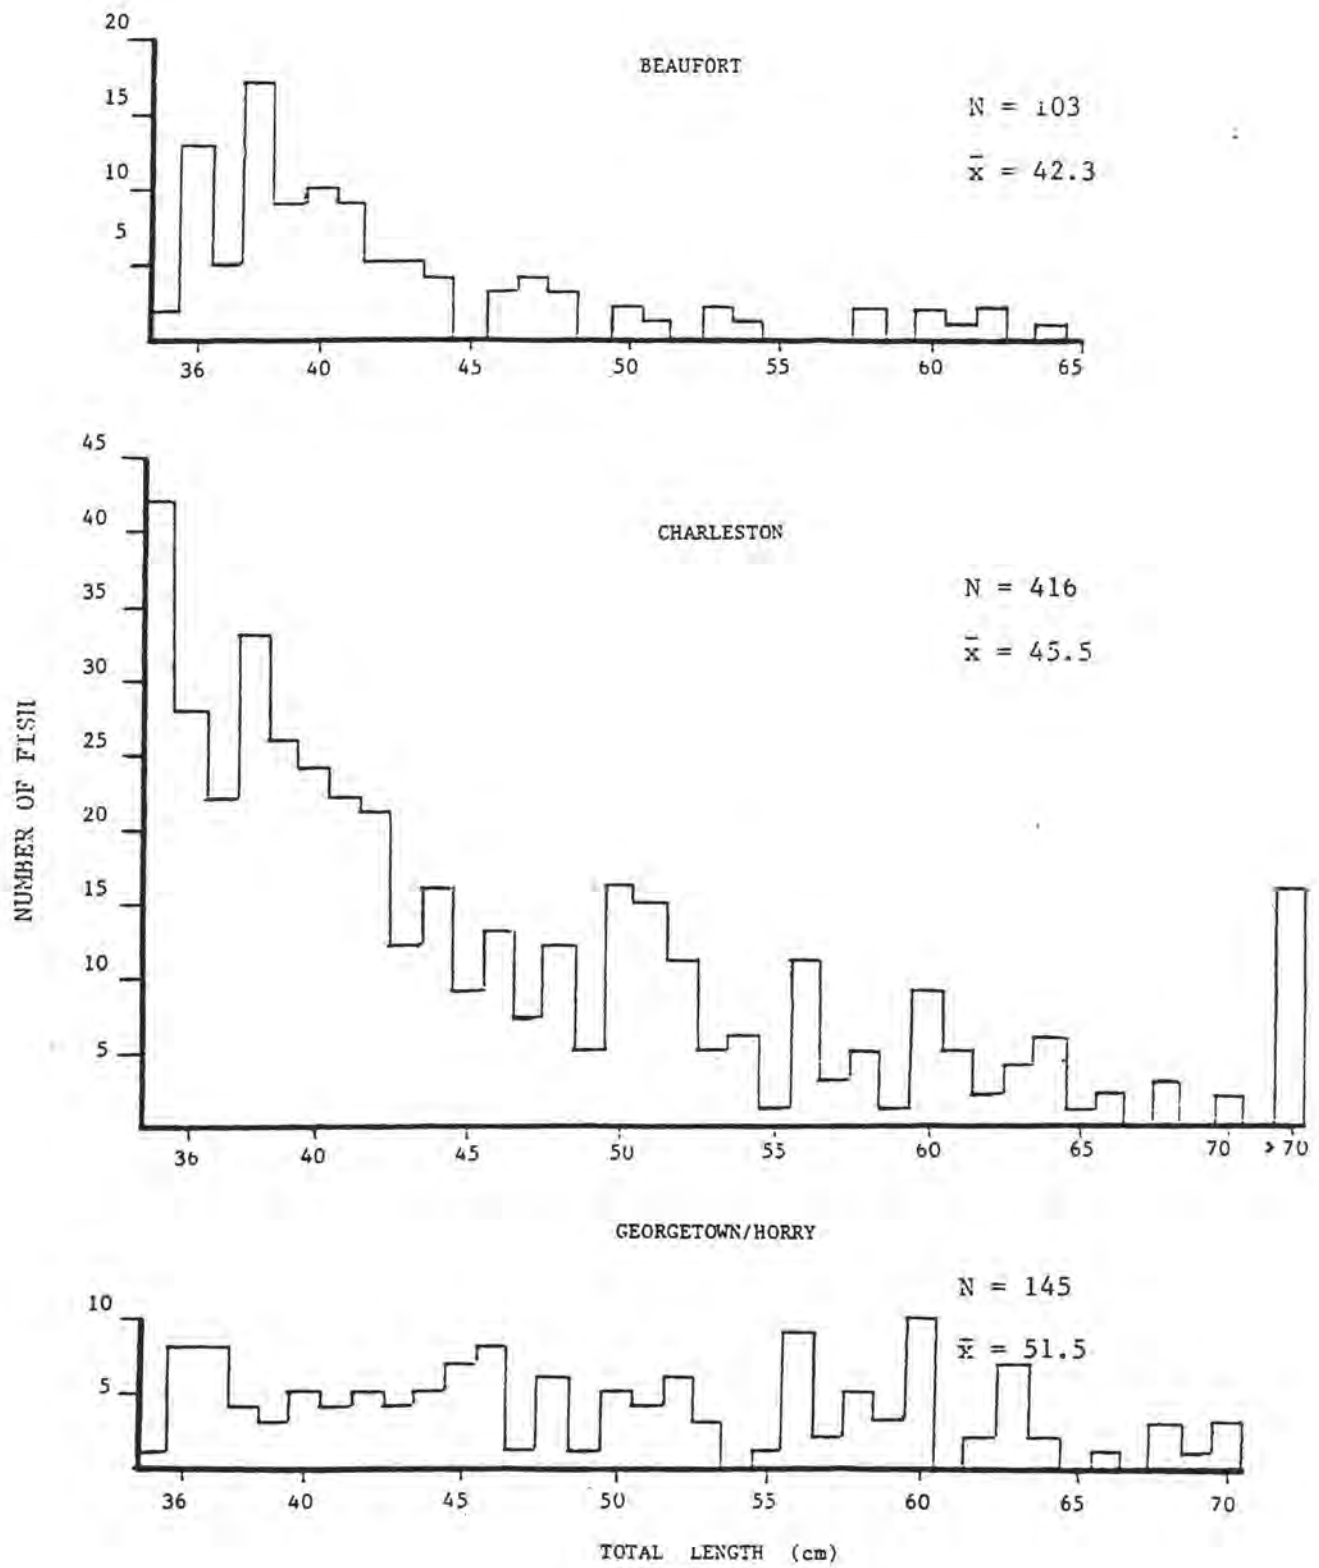 20
BEAUFORT
N = 103
15
x̄ = 42.3
10
5
36 40 45 50 55 60 65
45
40
CHARLESTON
35
N = 416
30
x̄ = 45.5
25
20
15
10
5
36 40 45 50 55 60 65 70 >70
NUMBER OF FISH
GEORGETOWN/HORRY
N = 145
10
x̄ = 51.5
5
36 40 45 50 55 60 65 70
TOTAL LENGTH (cm)